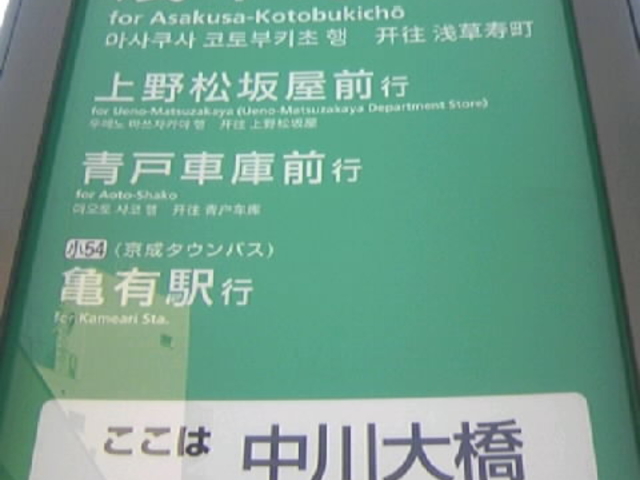 for Asakusa-Kotobukichō
아사쿠사 코토부키초 행 开往 浅草寿町
上野松坂屋前行
for Ueno-Matsuzakaya (Ueno-Matsuzakaya Department Store)
우에노 마쓰자카야 행 开往 上野松坂屋
青戸車庫前行
for Aoto-Shako
아오토 샤코 행 开往 青户车库
小54 (京成タウンバス)
亀有駅行
for Kameari Sta.
ここは 中川大橋